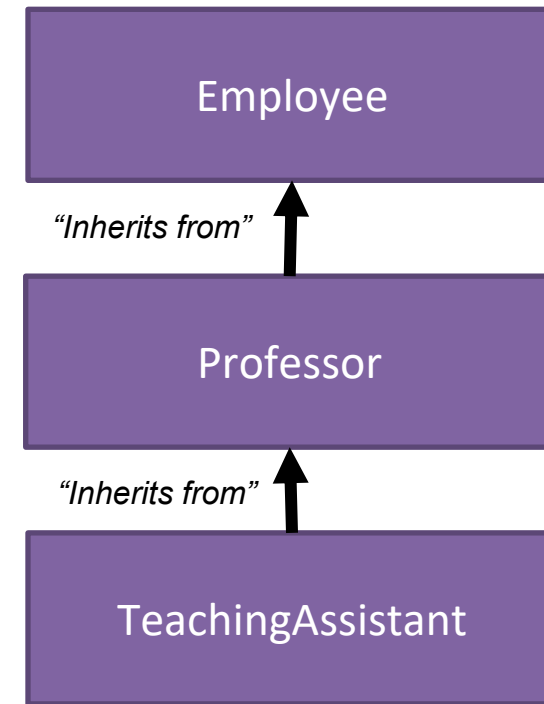 Employee
“Inherits from”
Professor
“Inherits from”
TeachingAssistant